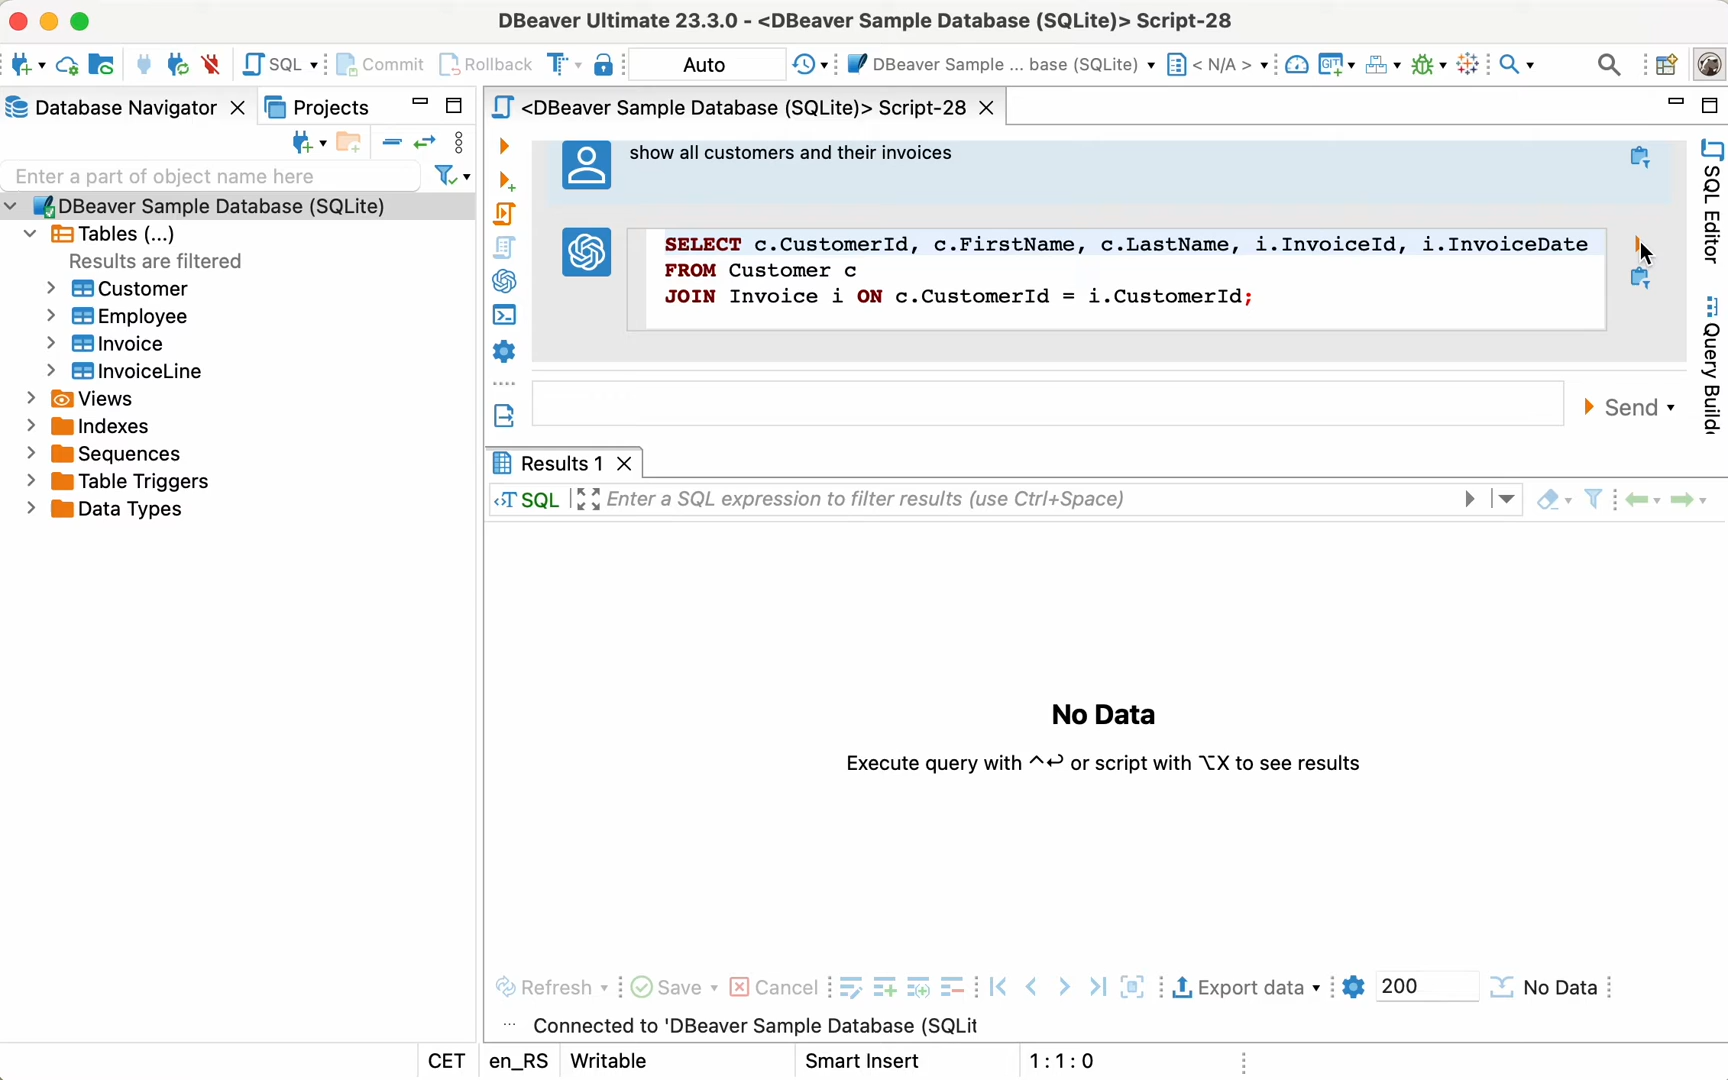 DBeaver Ultimate 23.3.0 - <DBeaver Sample Database (SQLite)> Script-28
SQL
Commit
Rollback
Auto
DBeaver Sample ... base (SQLite)
< N/A >
Database Navigator
Projects
Enter a part of object name here
DBeaver Sample Database (SQLite)
Tables (...)
Results are filtered
Customer
Employee
Invoice
InvoiceLine
Views
Indexes
Sequences
Table Triggers
Data Types
<DBeaver Sample Database (SQLite)> Script-28
show all customers and their invoices
SELECT c.CustomerId, c.FirstName, c.LastName, i.InvoiceId, i.InvoiceDate
FROM Customer c
JOIN Invoice i ON c.CustomerId = i.CustomerId;
Send
SQL Editor
Query Builde
Results 1
SQL
Enter a SQL expression to filter results (use Ctrl+Space)
No Data
Execute query with ^↩ or script with ⌥X to see results
Refresh
Save
Cancel
Export data
200
No Data
Connected to 'DBeaver Sample Database (SQLit
CET
en_RS
Writable
Smart Insert
1 : 1 : 0